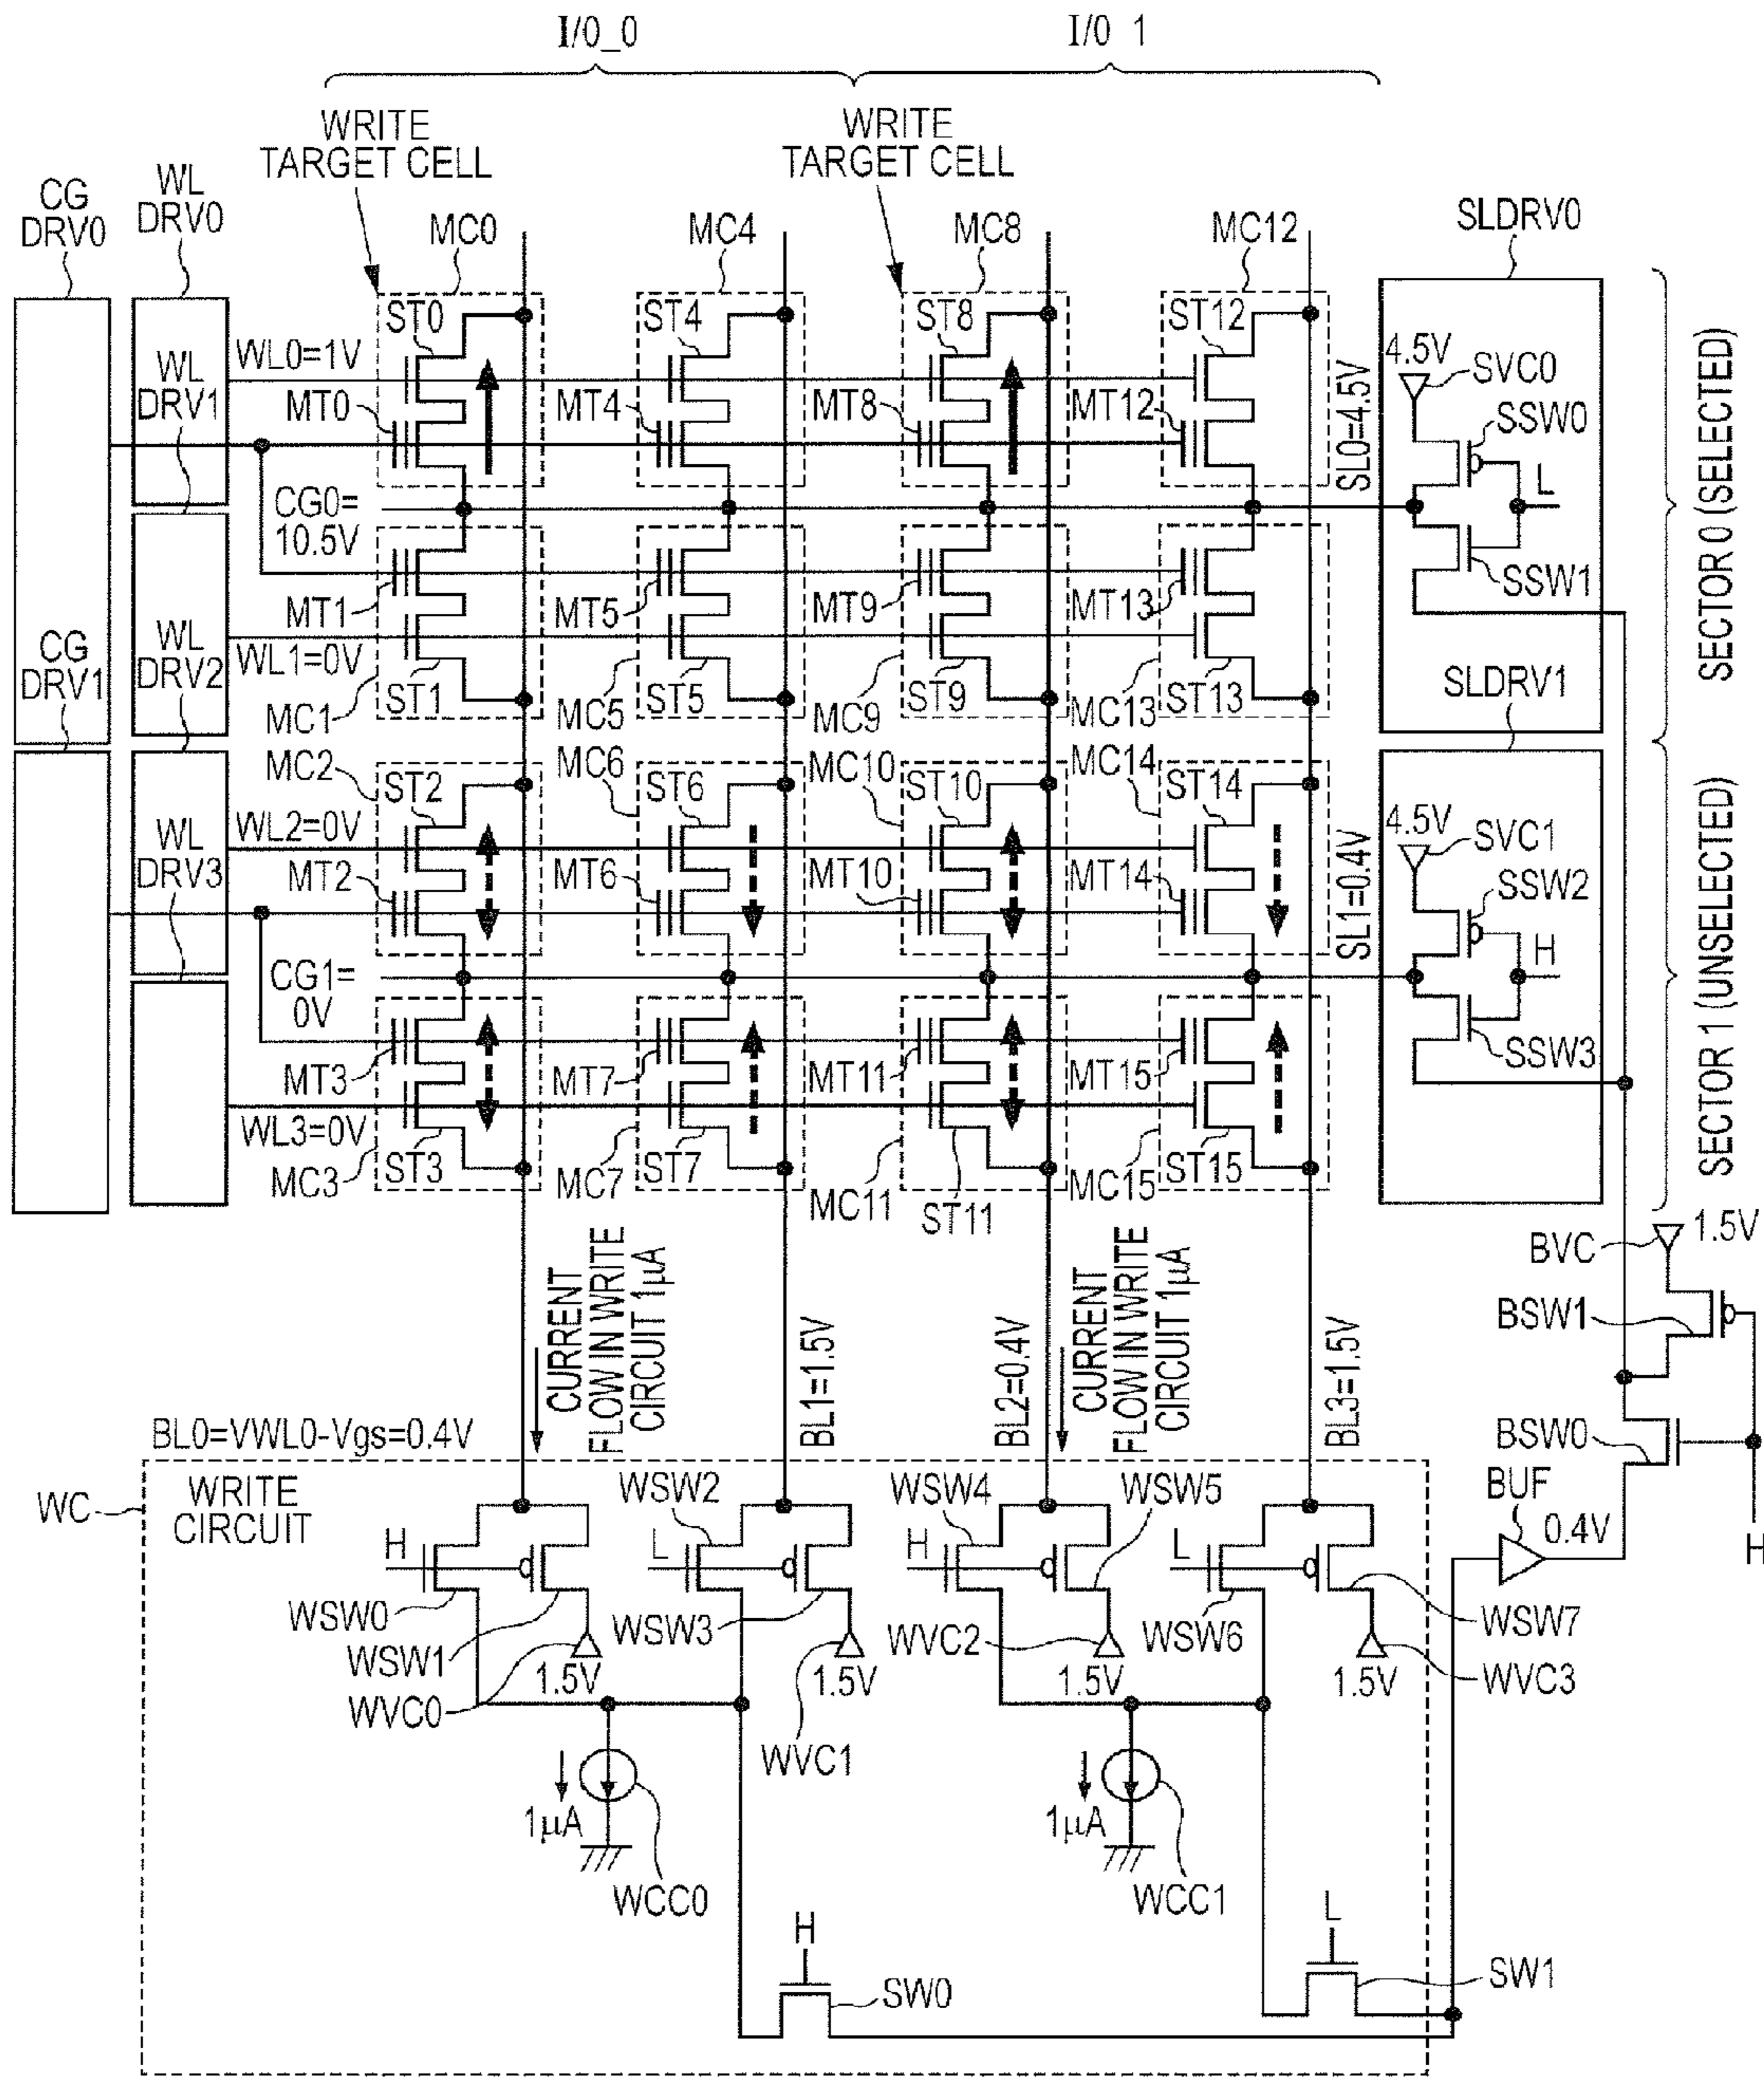 I/0_0
I/0 1
WRITE
TARGET CELL
WRITE
TARGET CELL
CG
DRV0
WL
DRV0
MC0
MC4
MC8
MC12
SLDRV0
ST0
ST4
ST8
ST12
WL
DRV1
WL0=1V
MT0
MT4
MT8
MT12
SL0=4.5V
4.5V
SVC0
SSW0
L
SSW1
SECTOR 0 (SELECTED)
CG0=
10.5V
MT1
MT5
MT9
MT13
CG
DRV1
WL
DRV2
WL1=0V
ST1
ST5
ST9
ST13
MC1
MC5
MC9
MC13
SLDRV1
MC2
MC6
MC10
MC14
ST2
ST6
ST10
ST14
WL
DRV3
WL2=0V
MT2
MT6
MT10
MT14
SL1=0.4V
4.5V
SVC1
SSW2
H
SSW3
SECTOR 1 (UNSELECTED)
CG1=
0V
MT3
MT7
MT11
MT15
WL3=0V
ST3
ST7
ST11
ST15
MC3
MC7
MC11
MC15
CURRENT
FLOW IN WRITE
CIRCUIT 1μA
BL1=1.5V
BL2=0.4V
CURRENT
FLOW IN WRITE
CIRCUIT 1μA
BL3=1.5V
BVC
1.5V
BSW1
BSW0
BUF
0.4V
H
BL0=VWL0-Vgs=0.4V
WC
WRITE
CIRCUIT
WSW2
WSW4
WSW5
H
L
H
L
WSW0
WSW1
WSW3
WVC2
WSW6
WSW7
1.5V
1.5V
1.5V
1.5V
WVC0
WVC1
WVC3
1μA
1μA
WCC0
WCC1
H
L
SW0
SW1